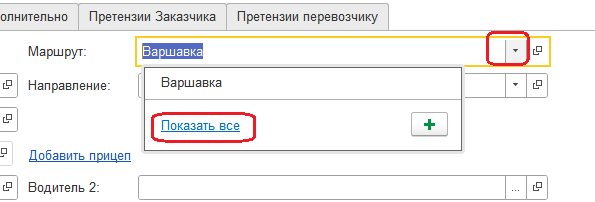 олнительно Претензии Заказчика Претензии перевозчику
Маршрут: Варшавка
Варшавка
Направление:
Показать все
Добавить прицеп
Водитель 2: ...